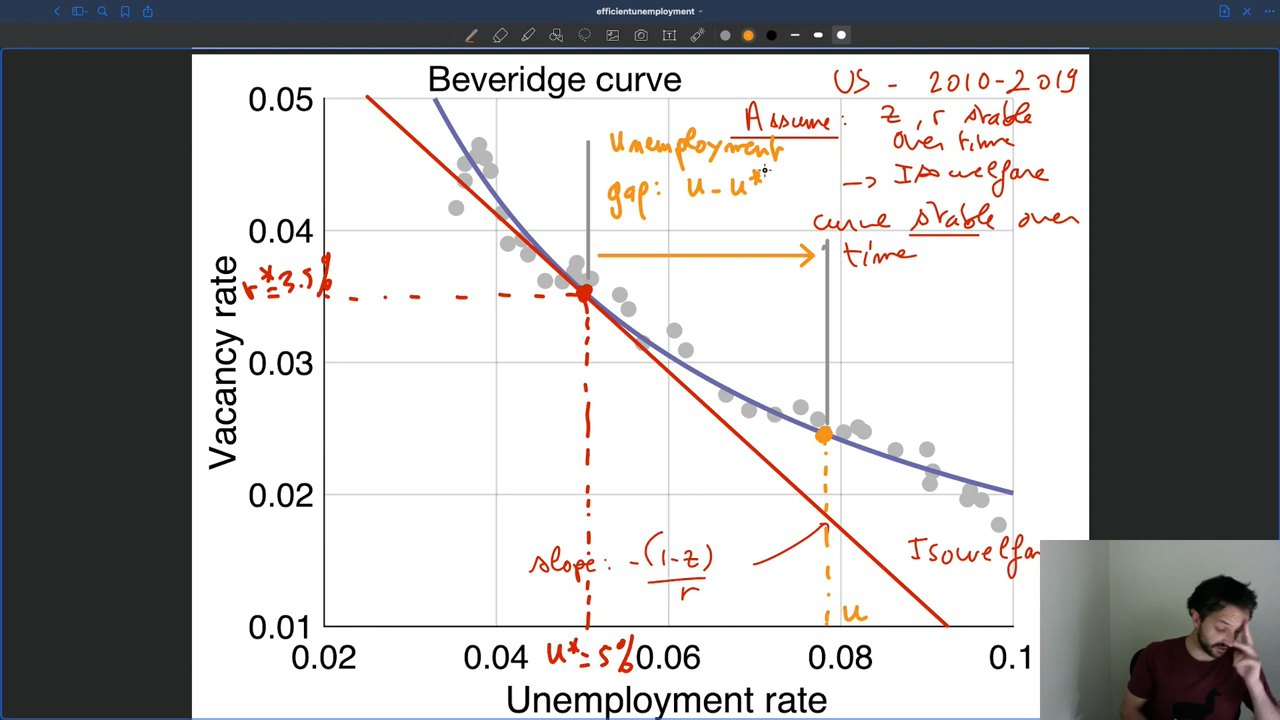 efficientunemployment
Beveridge curve
US - 2010-2019
Assume: z, r stable
over time
→ Isowelfare
curve stable over
time
unemployment
gap: u - u*
0.05
0.04
0.03
0.02
0.01
Vacancy rate
r* = 3.5%
slope: -(1-z)
r
Isowelfa
u
u* = 5%
0.02
0.04
0.06
0.08
0.1
Unemployment rate